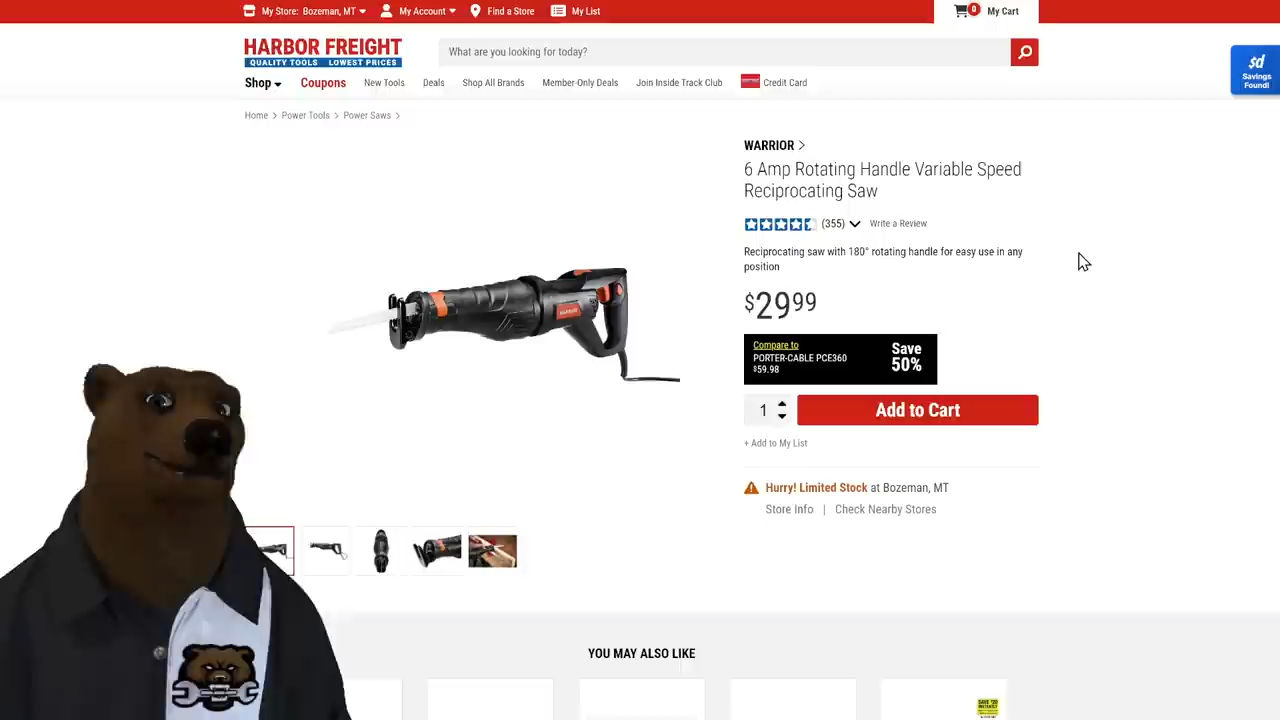 My Store: Bozeman, MT
My Account
Find a Store
My List
0
My Cart
HARBOR FREIGHT
QUALITY TOOLS LOWEST PRICES
What are you looking for today?
sd
Savings
Found!
Shop
Coupons
New Tools
Deals
Shop All Brands
Member-Only Deals
Join Inside Track Club
Credit Card
Home > Power Tools > Power Saws >
WARRIOR >
6 Amp Rotating Handle Variable Speed
Reciprocating Saw
(355)
Write a Review
Reciprocating saw with 180° rotating handle for easy use in any
position
$29.99
Compare to
PORTER-CABLE PCE360
$59.98
Save
50%
1
Add to Cart
+ Add to My List
Hurry! Limited Stock at Bozeman, MT
Store Info | Check Nearby Stores
WARRIOR
YOU MAY ALSO LIKE